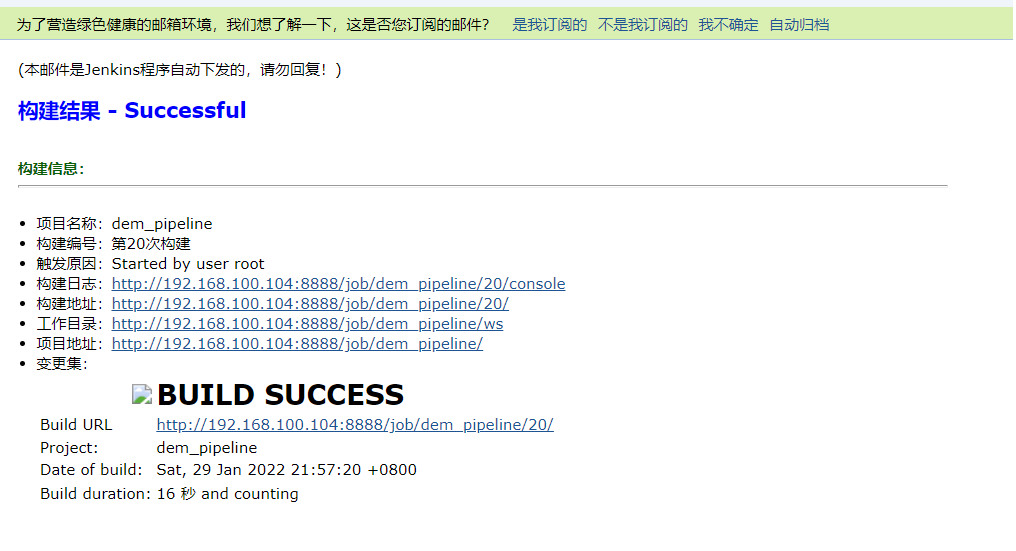 为了营造绿色健康的邮箱环境，我们想了解一下，这是否您订阅的邮件？ 是我订阅的 不是我订阅的 我不确定 自动归档
(本邮件是Jenkins程序自动下发的，请勿回复！)
构建结果 - Successful
构建信息：
• 项目名称：dem_pipeline
• 构建编号：第20次构建
• 触发原因：Started by user root
• 构建日志：http://192.168.100.104:8888/job/dem_pipeline/20/console
• 构建地址：http://192.168.100.104:8888/job/dem_pipeline/20/
• 工作目录：http://192.168.100.104:8888/job/dem_pipeline/ws
• 项目地址：http://192.168.100.104:8888/job/dem_pipeline/
• 变更集：
BUILD SUCCESS
Build URL http://192.168.100.104:8888/job/dem_pipeline/20/
Project: dem_pipeline
Date of build: Sat, 29 Jan 2022 21:57:20 +0800
Build duration: 16 秒 and counting